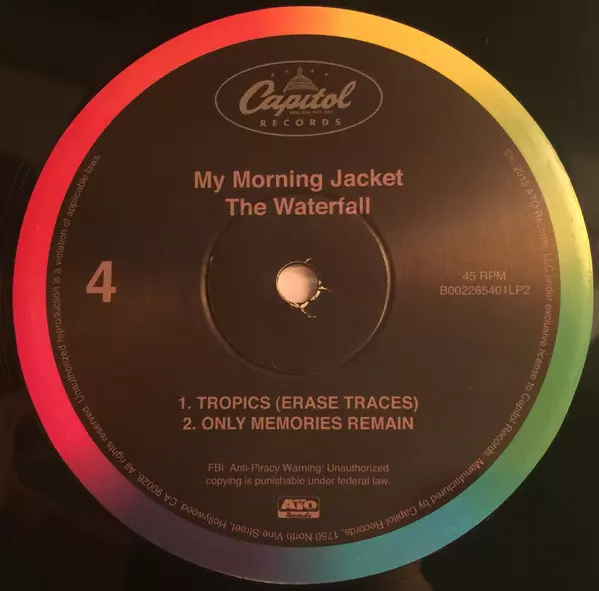 Capitol
RECORDS
My Morning Jacket
The Waterfall
4
45 RPM
B002265401LP2
1. TROPICS (ERASE TRACES)
2. ONLY MEMORIES REMAIN
FBI Anti-Piracy Warning: Unauthorized
copying is punishable under federal law.
ATO
Records
℗© 2015 ATO Records, LLC under exclusive license to Capitol Records. Manufactured by Capitol Records, 1750 North Vine Street, Hollywood, CA 90028. All rights reserved. Unauthorized reproduction is a violation of applicable laws.